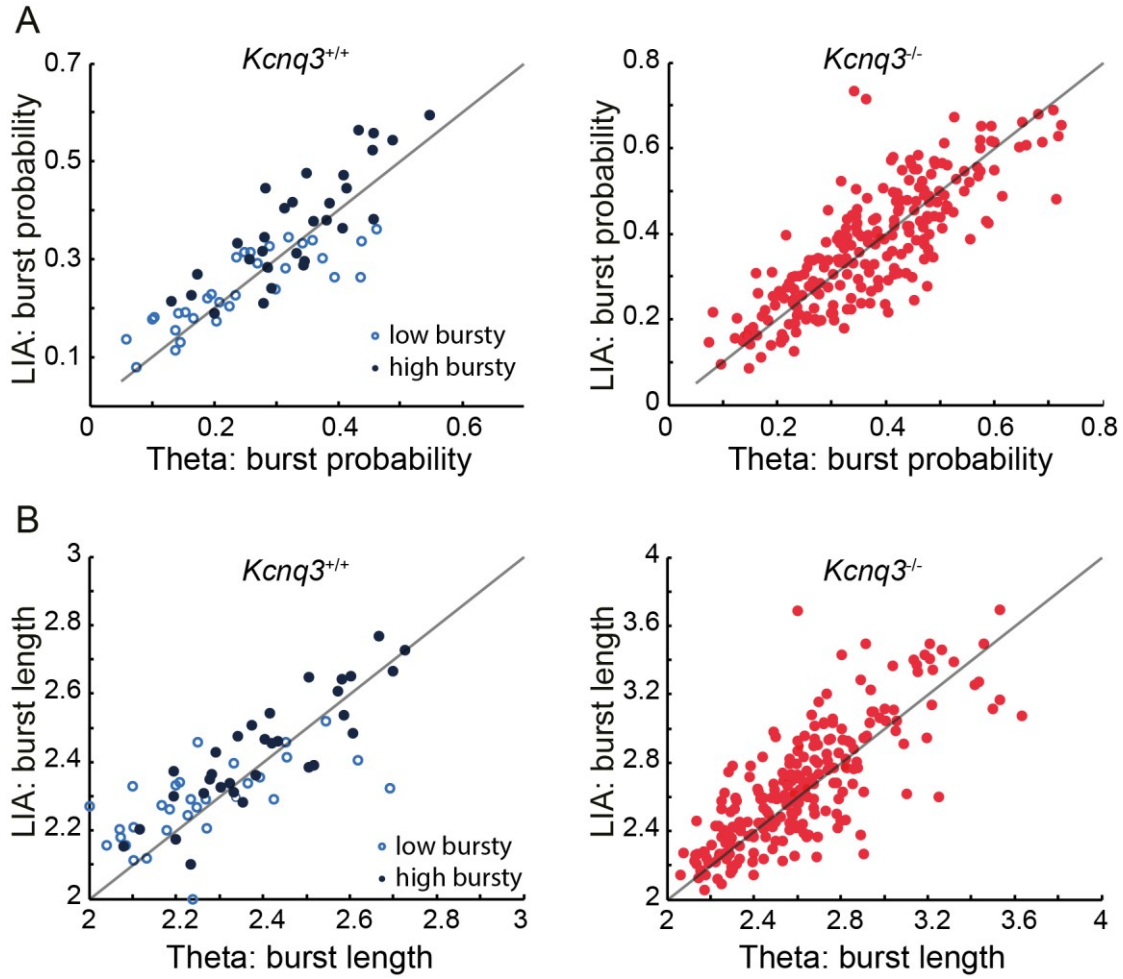 A
Kcnq3+/+
Kcnq3-/-
LIA: burst probability
0.7
0.5
0.3
0.1
low bursty
high bursty
0
0.2
0.4
0.6
Theta: burst probability
LIA: burst probability
0.8
0.6
0.4
0.2
0
0
0.2
0.4
0.6
0.8
Theta: burst probability
B
Kcnq3+/+
Kcnq3-/-
LIA: burst length
3
2.8
2.6
2.4
2.2
2
low bursty
high bursty
2
2.2
2.4
2.6
2.8
3
Theta: burst length
LIA: burst length
4
3.6
3.2
2.8
2.4
2
2
2.4
2.8
3.2
3.6
4
Theta: burst length